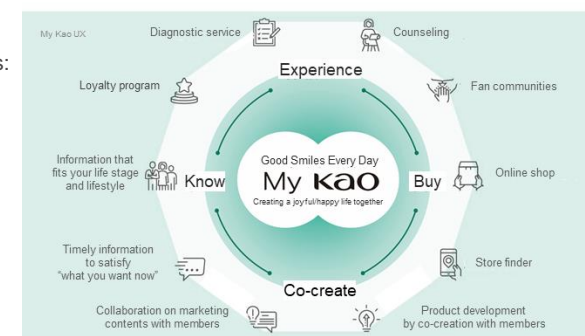 s:
My Kao UX
Diagnostic service
Counseling
Experience
Loyalty program
Fan communities
Information that
fits your life stage
and lifestyle
Know
Good Smiles Every Day
My Kao
Creating a joyful/happy life together
Buy
Online shop
Timely information
to satisfy
"what you want now"
Store finder
Co-create
Collaboration on marketing
contents with members
Product development
by co-creation with members